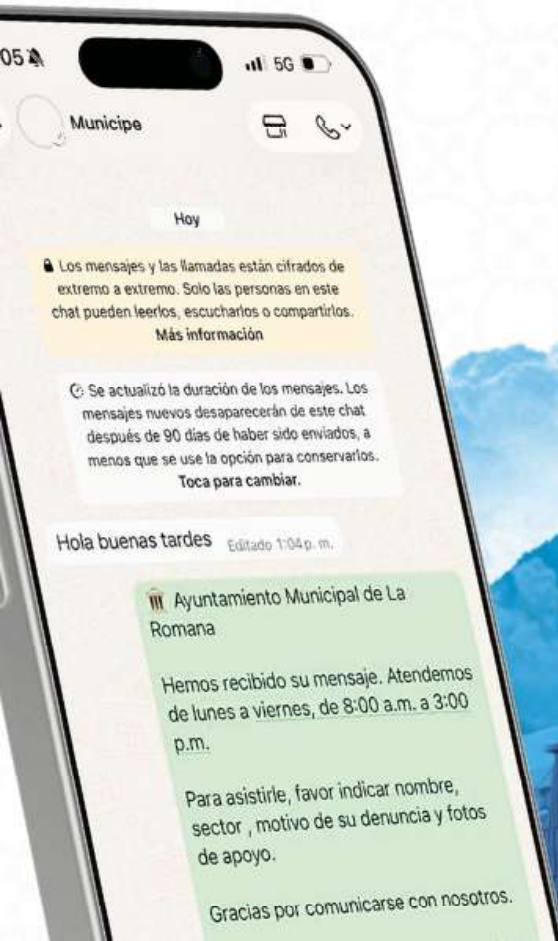 05
5G
Municipe
Hoy
Los mensajes y las llamadas están cifrados de
extremo a extremo. Solo las personas en este
chat pueden leerlos, escucharlos o compartirlos.
Más información
Se actualizó la duración de los mensajes. Los
mensajes nuevos desaparecerán de este chat
después de 90 días de haber sido enviados, a
menos que se use la opción para conservarlos.
Toca para cambiar.
Hola buenas tardes Editado 1:04 p. m.
Ayuntamiento Municipal de La
Romana
Hemos recibido su mensaje. Atendemos
de lunes a viernes, de 8:00 a.m. a 3:00
p.m.
Para asistirle, favor indicar nombre,
sector , motivo de su denuncia y fotos
de apoyo.
Gracias por comunicarse con nosotros.